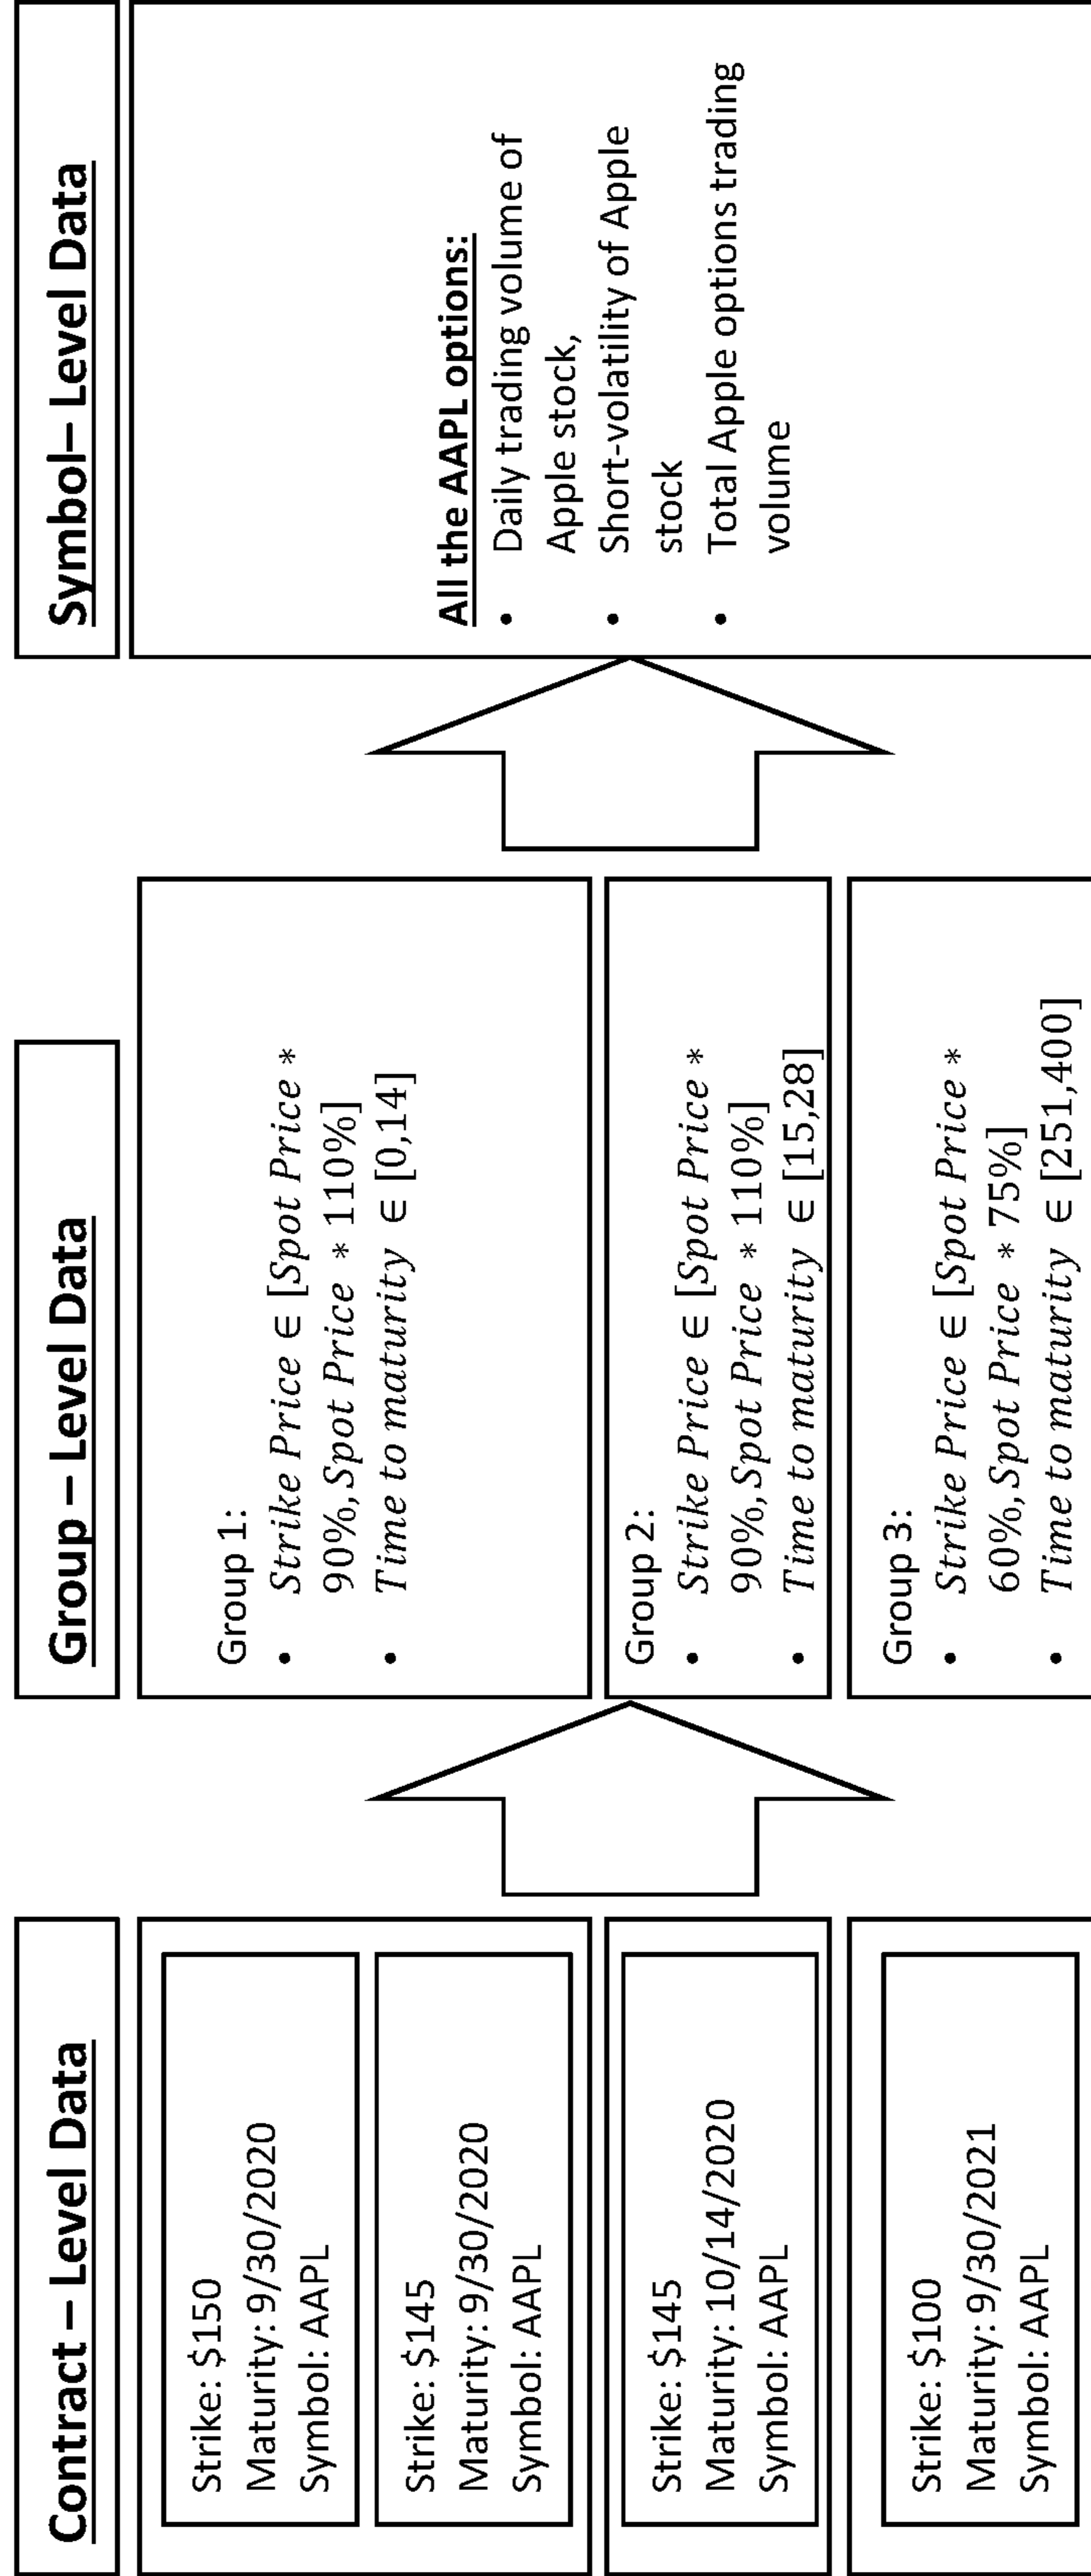 Contract – Level Data
Strike: $150
Maturity: 9/30/2020
Symbol: AAPL
Strike: $145
Maturity: 9/30/2020
Symbol: AAPL
Strike: $145
Maturity: 10/14/2020
Symbol: AAPL
Strike: $100
Maturity: 9/30/2021
Symbol: AAPL
Group – Level Data
Group 1:
• Strike Price ∈ [Spot Price *
90%, Spot Price * 110%]
• Time to maturity ∈ [0,14]
Group 2:
• Strike Price ∈ [Spot Price *
90%, Spot Price * 110%]
• Time to maturity ∈ [15,28]
Group 3:
• Strike Price ∈ [Spot Price *
60%, Spot Price * 75%]
• Time to maturity ∈ [251,400]
Symbol– Level Data
All the AAPL options:
• Daily trading volume of
Apple stock,
• Short-volatility of Apple
stock
• Total Apple options trading
volume